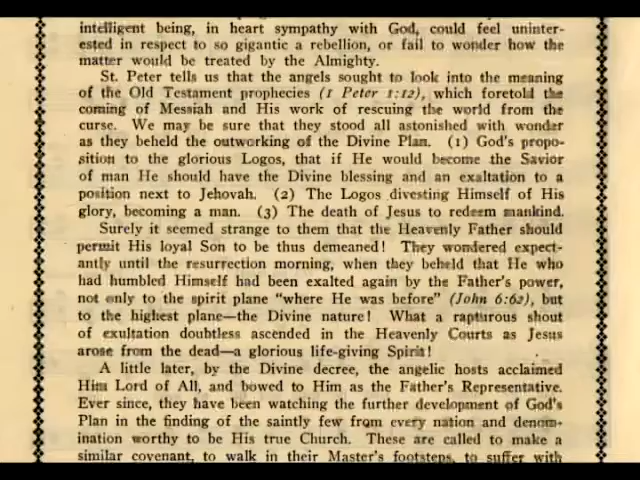 intelligent being, in heart sympathy with God, could feel uninter-
ested in respect to so gigantic a rebellion, or fail to wonder how the
matter would be treated by the Almighty.
St. Peter tells us that the angels sought to look into the meaning
of the Old Testament prophecies (1 Peter 1:12), which foretold the
coming of Messiah and His work of rescuing the world from the
curse. We may be sure that they stood all astonished with wonder
as they beheld the outworking of the Divine Plan. (1) God's propo-
sition to the glorious Logos, that if He would become the Savior
of man He should have the Divine blessing and an exaltation to a
position next to Jehovah. (2) The Logos divesting Himself of His
glory, becoming a man. (3) The death of Jesus to redeem mankind.
Surely it seemed strange to them that the Heavenly Father should
permit His loyal Son to be thus demeaned! They wondered expect-
antly until the resurrection morning, when they beheld that He who
had humbled Himself had been exalted again by the Father's power,
not only to the spirit plane "where He was before" (John 6:62), but
to the highest plane—the Divine nature! What a rapturous shout
of exultation doubtless ascended in the Heavenly Courts as Jesus
arose from the dead—a glorious life-giving Spirit!
A little later, by the Divine decree, the angelic hosts acclaimed
Him Lord of All, and bowed to Him as the Father's Representative.
Ever since, they have been watching the further development of God's
Plan in the finding of the saintly few from every nation and denom-
ination worthy to be His true Church. These are called to make a
similar covenant, to walk in their Master's footsteps, to suffer with